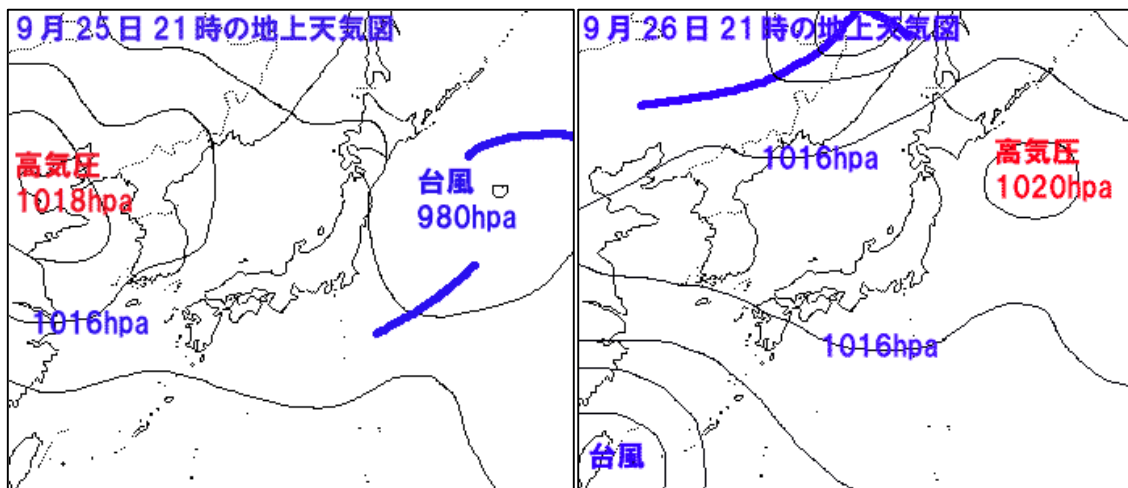 9月25日21時の地上天気図
高気圧
1018hpa
台風
980hpa
1016hpa
9月26日21時の地上天気図
1016hpa
高気圧
1020hpa
1016hpa
台風